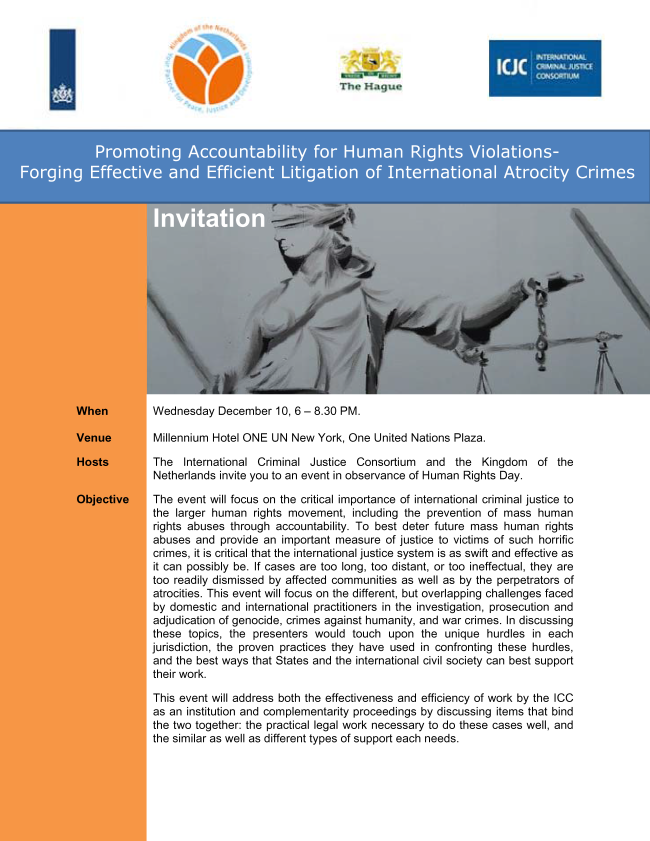 Kingdom of the Netherlands
Your Partner for Peace, Justice and Development
The Hague
ICJC
INTERNATIONAL
CRIMINAL JUSTICE
CONSORTIUM
Promoting Accountability for Human Rights Violations-
Forging Effective and Efficient Litigation of International Atrocity Crimes
Invitation
When
Wednesday December 10, 6 – 8.30 PM.
Venue
Millennium Hotel ONE UN New York, One United Nations Plaza.
Hosts
The International Criminal Justice Consortium and the Kingdom of the
Netherlands invite you to an event in observance of Human Rights Day.
Objective
The event will focus on the critical importance of international criminal justice to
the larger human rights movement, including the prevention of mass human
rights abuses through accountability. To best deter future mass human rights
abuses and provide an important measure of justice to victims of such horrific
crimes, it is critical that the international justice system is as swift and effective as
it can possibly be. If cases are too long, too distant, or too ineffectual, they are
too readily dismissed by affected communities as well as by the perpetrators of
atrocities. This event will focus on the different, but overlapping challenges faced
by domestic and international practitioners in the investigation, prosecution and
adjudication of genocide, crimes against humanity, and war crimes. In discussing
these topics, the presenters would touch upon the unique hurdles in each
jurisdiction, the proven practices they have used in confronting these hurdles,
and the best ways that States and the international civil society can best support
their work.
This event will address both the effectiveness and efficiency of work by the ICC
as an institution and complementarity proceedings by discussing items that bind
the two together: the practical legal work necessary to do these cases well, and
the similar as well as different types of support each needs.